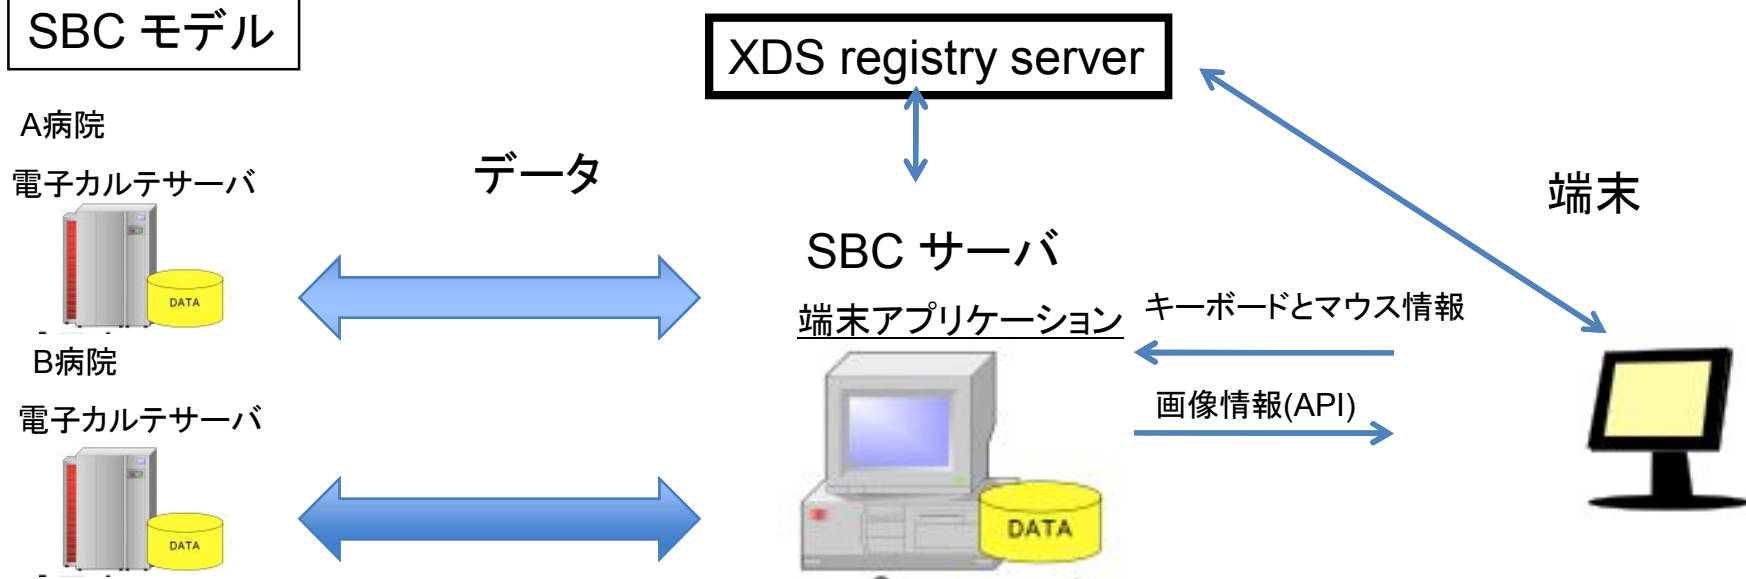 SBC モデル
XDS registry server
A病院
電子カルテサーバ
DATA
データ
端末
SBC サーバ
端末アプリケーション
キーボードとマウス情報
画像情報(API)
B病院
電子カルテサーバ
DATA
DATA